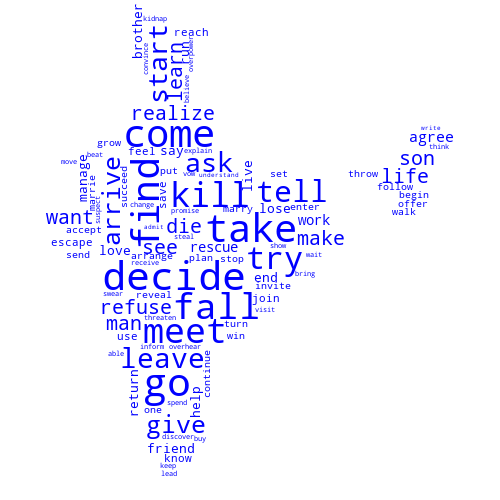 kidnap
brother
reach
start
convince
learn
run
overpower
believe
realize
write
come
agree
think
grow
feel
say
explain
son
move
beat
manage
arrive
find
put
ask
live
set
throw
life
vow
understand
succeed
save
kill
tell
follow
marrie
suspect
change
promise
marry
lose
enter
begin
offer
walk
want
accept
admit
die
take
work
escape
steal
see
rescue
show
make
send
love
arrange
receive
plan
stop
try
wait
decide
end
bring
invite
swear
reveal
fall
join
refuse
visit
man
threaten
meet
turn
use
win
able
inform
overhear
leave
continue
return
go
help
spend
one
give
discover
buy
friend
know
keep
lead